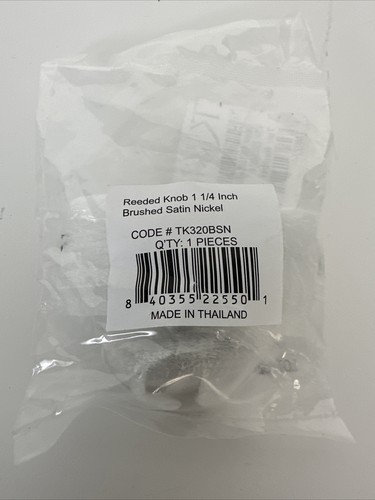 Reeded Knob 1 1/4 Inch
Brushed Satin Nickel
CODE # TK320BSN
Q'TY: 1 PIECES
8 40355 22550 1
MADE IN THAILAND